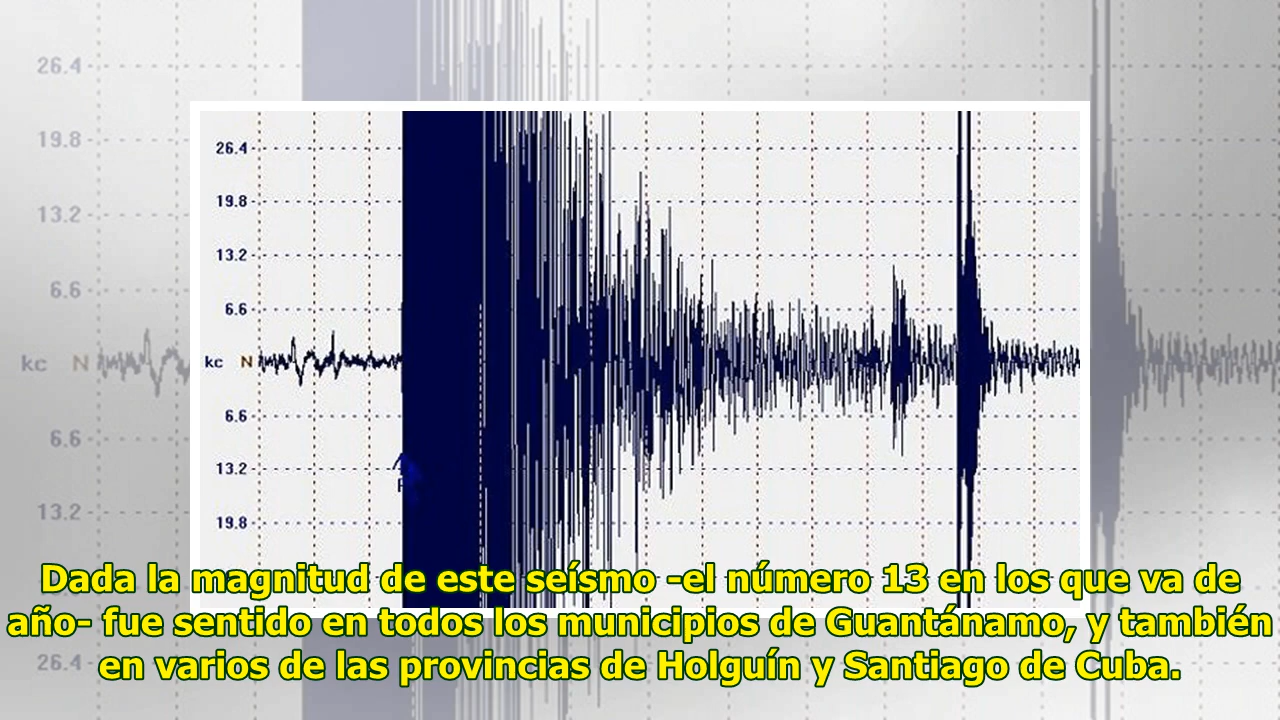 26.4
19.8
13.2
6.6
kc N
6.6
13.2
26.4
26.4
19.8
13.2
6.6
kc N
6.6
13.2
19.8
Dada la magnitud de este seísmo -el número 13 en los que va de
año- fue sentido en todos los municipios de Guantánamo, y también
en varios de las provincias de Holguín y Santiago de Cuba.